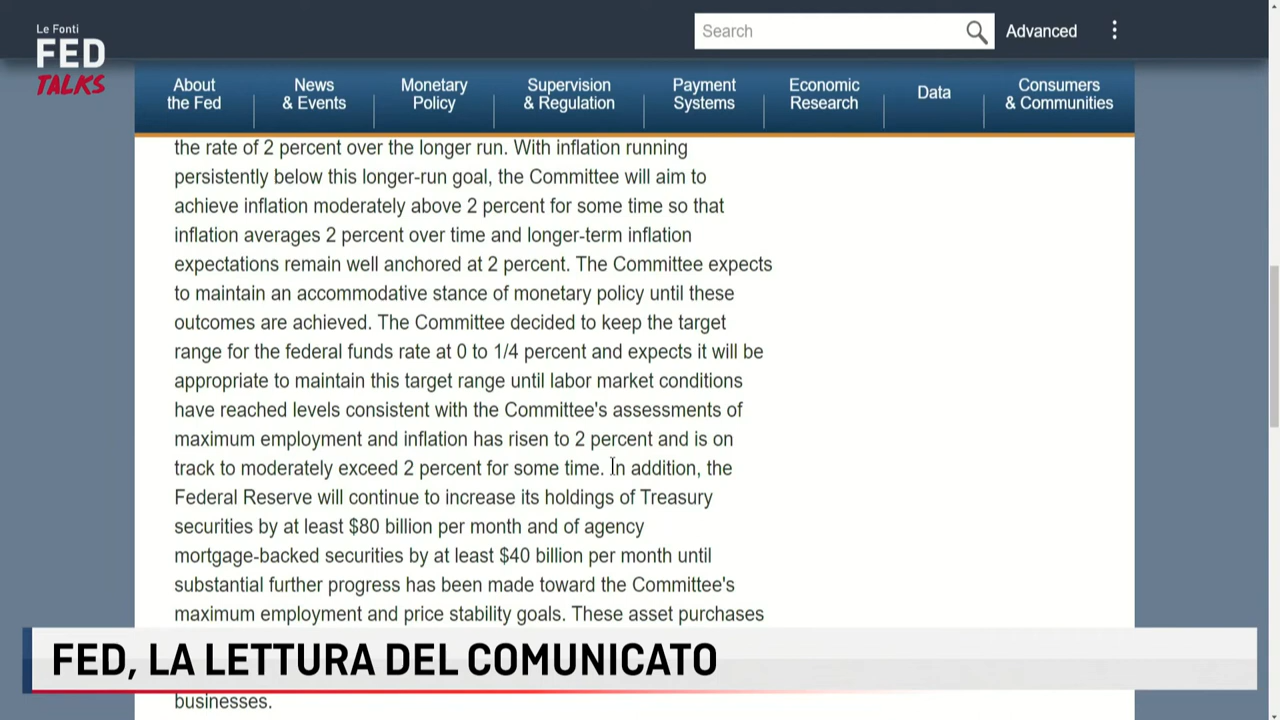 Le Fonti
FED
TALKS
Search
Advanced
About
the Fed
News
& Events
Monetary
Policy
Supervision
& Regulation
Payment
Systems
Economic
Research
Data
Consumers
& Communities
the rate of 2 percent over the longer run. With inflation running
persistently below this longer-run goal, the Committee will aim to
achieve inflation moderately above 2 percent for some time so that
inflation averages 2 percent over time and longer-term inflation
expectations remain well anchored at 2 percent. The Committee expects
to maintain an accommodative stance of monetary policy until these
outcomes are achieved. The Committee decided to keep the target
range for the federal funds rate at 0 to 1/4 percent and expects it will be
appropriate to maintain this target range until labor market conditions
have reached levels consistent with the Committee's assessments of
maximum employment and inflation has risen to 2 percent and is on
track to moderately exceed 2 percent for some time. In addition, the
Federal Reserve will continue to increase its holdings of Treasury
securities by at least $80 billion per month and of agency
mortgage-backed securities by at least $40 billion per month until
substantial further progress has been made toward the Committee's
maximum employment and price stability goals. These asset purchases
FED, LA LETTURA DEL COMUNICATO
businesses.